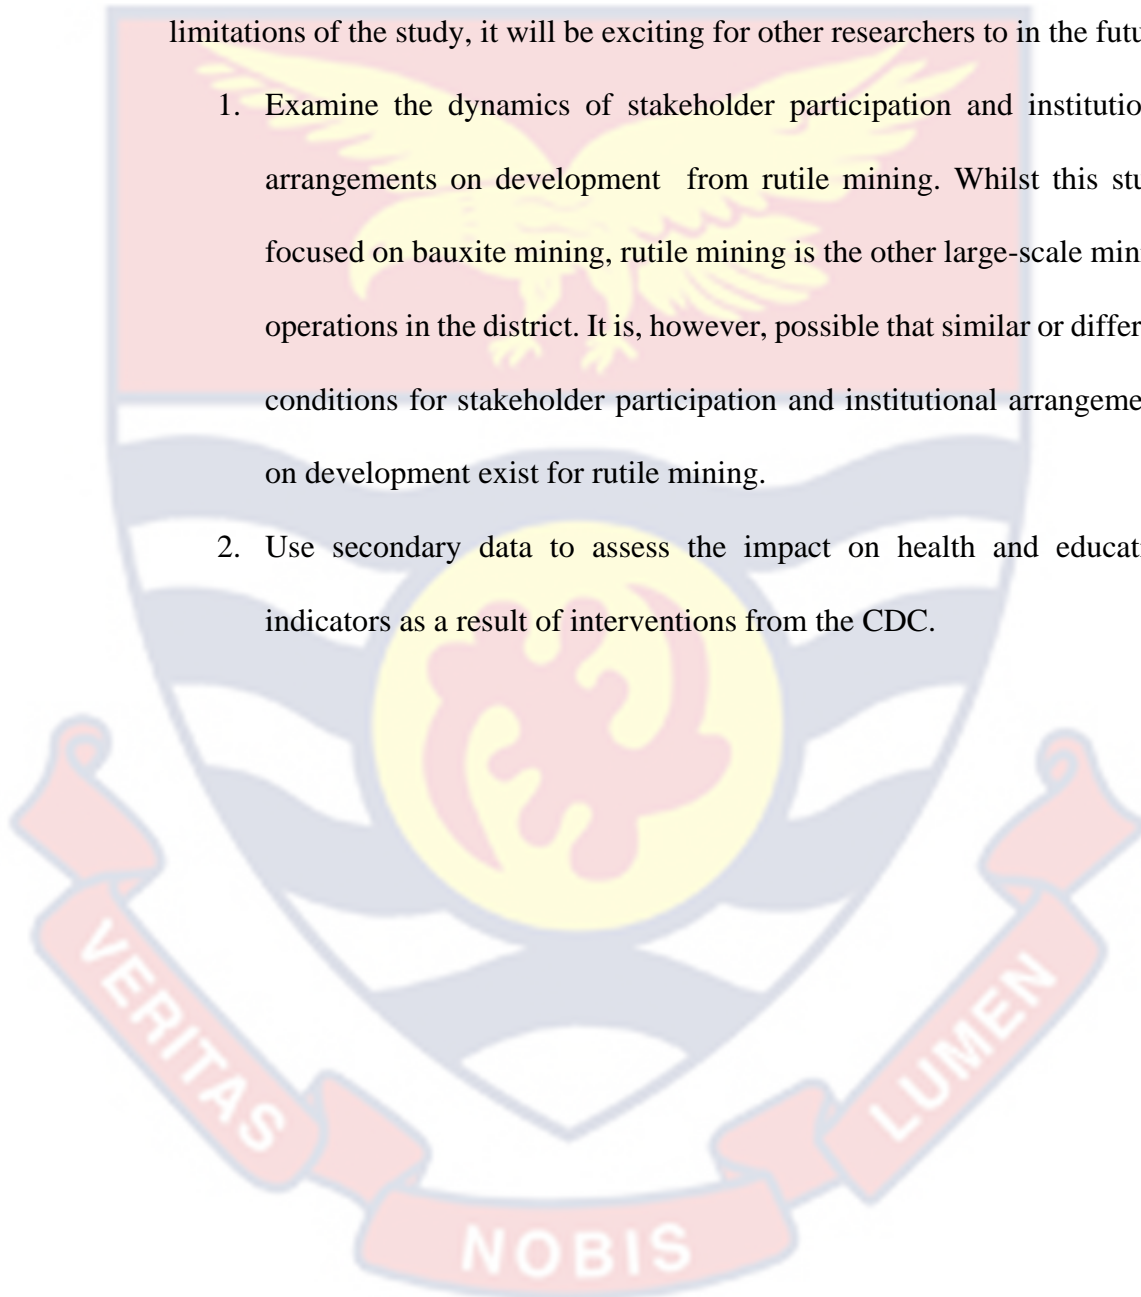 limitations of the study, it will be exciting for other researchers to in the futu
1. Examine the dynamics of stakeholder participation and institutio
arrangements on development from rutile mining. Whilst this stu
focused on bauxite mining, rutile mining is the other large-scale min
operations in the district. It is, however, possible that similar or differ
conditions for stakeholder participation and institutional arrangeme
on development exist for rutile mining.
2. Use secondary data to assess the impact on health and educati
indicators as a result of interventions from the CDC.
VERITAS
NOBIS
LUMEN